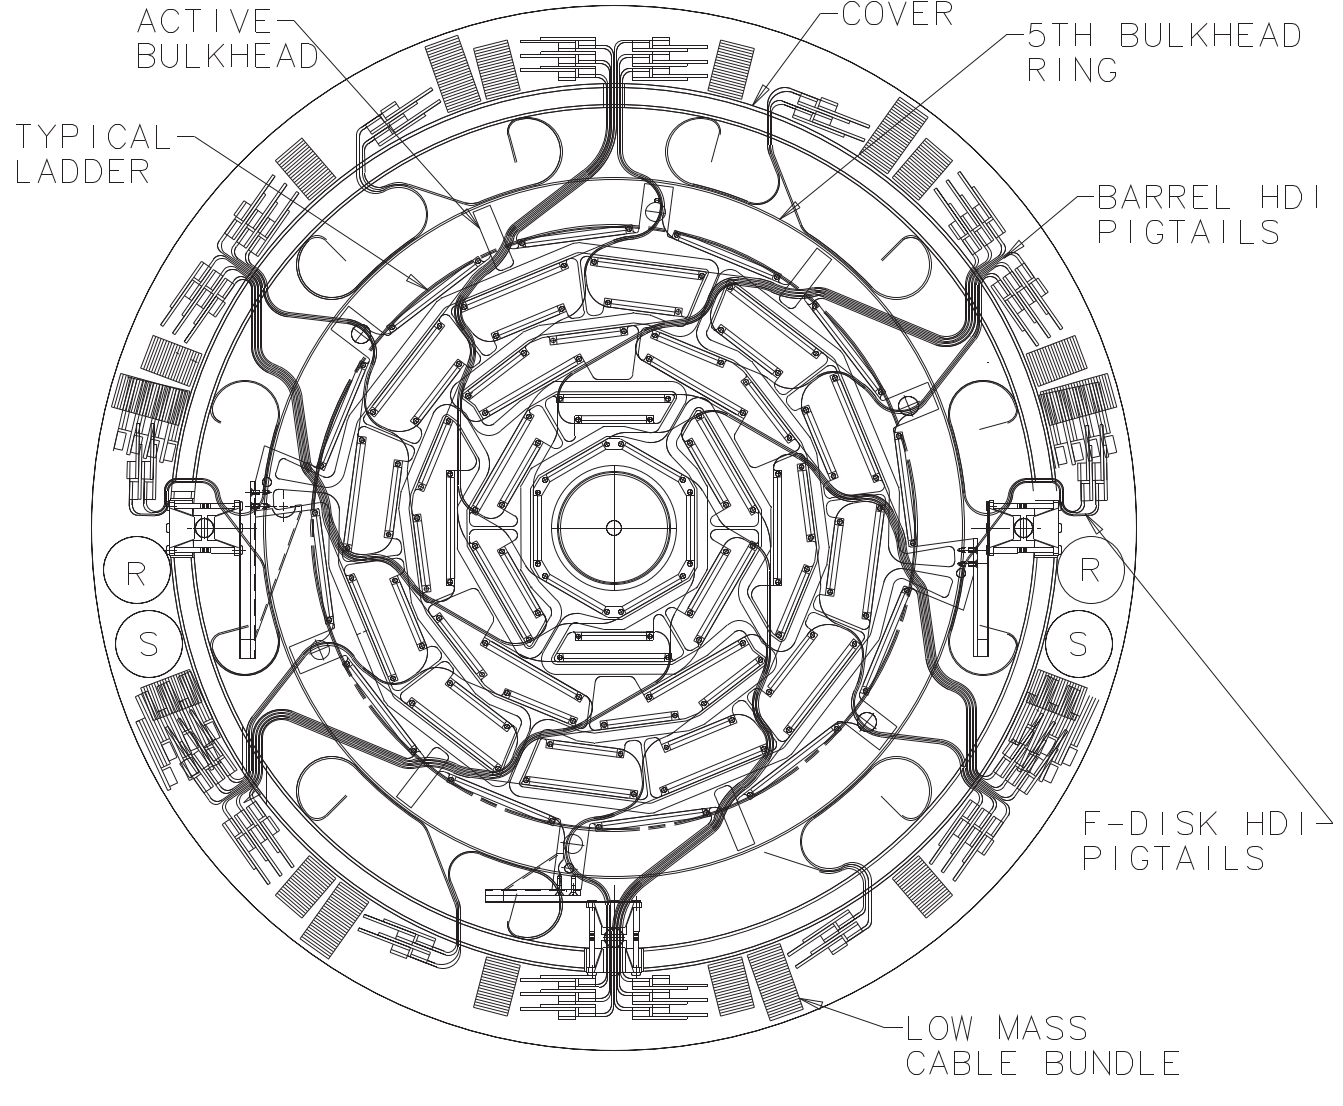 ACTIVE
BULKHEAD
COVER
5TH BULKHEAD
RING
TYPICAL
LADDER
BARREL HDI
PIGTAILS
R
S
R
S
F-DISK HDI
PIGTAILS
LOW MASS
CABLE BUNDLE